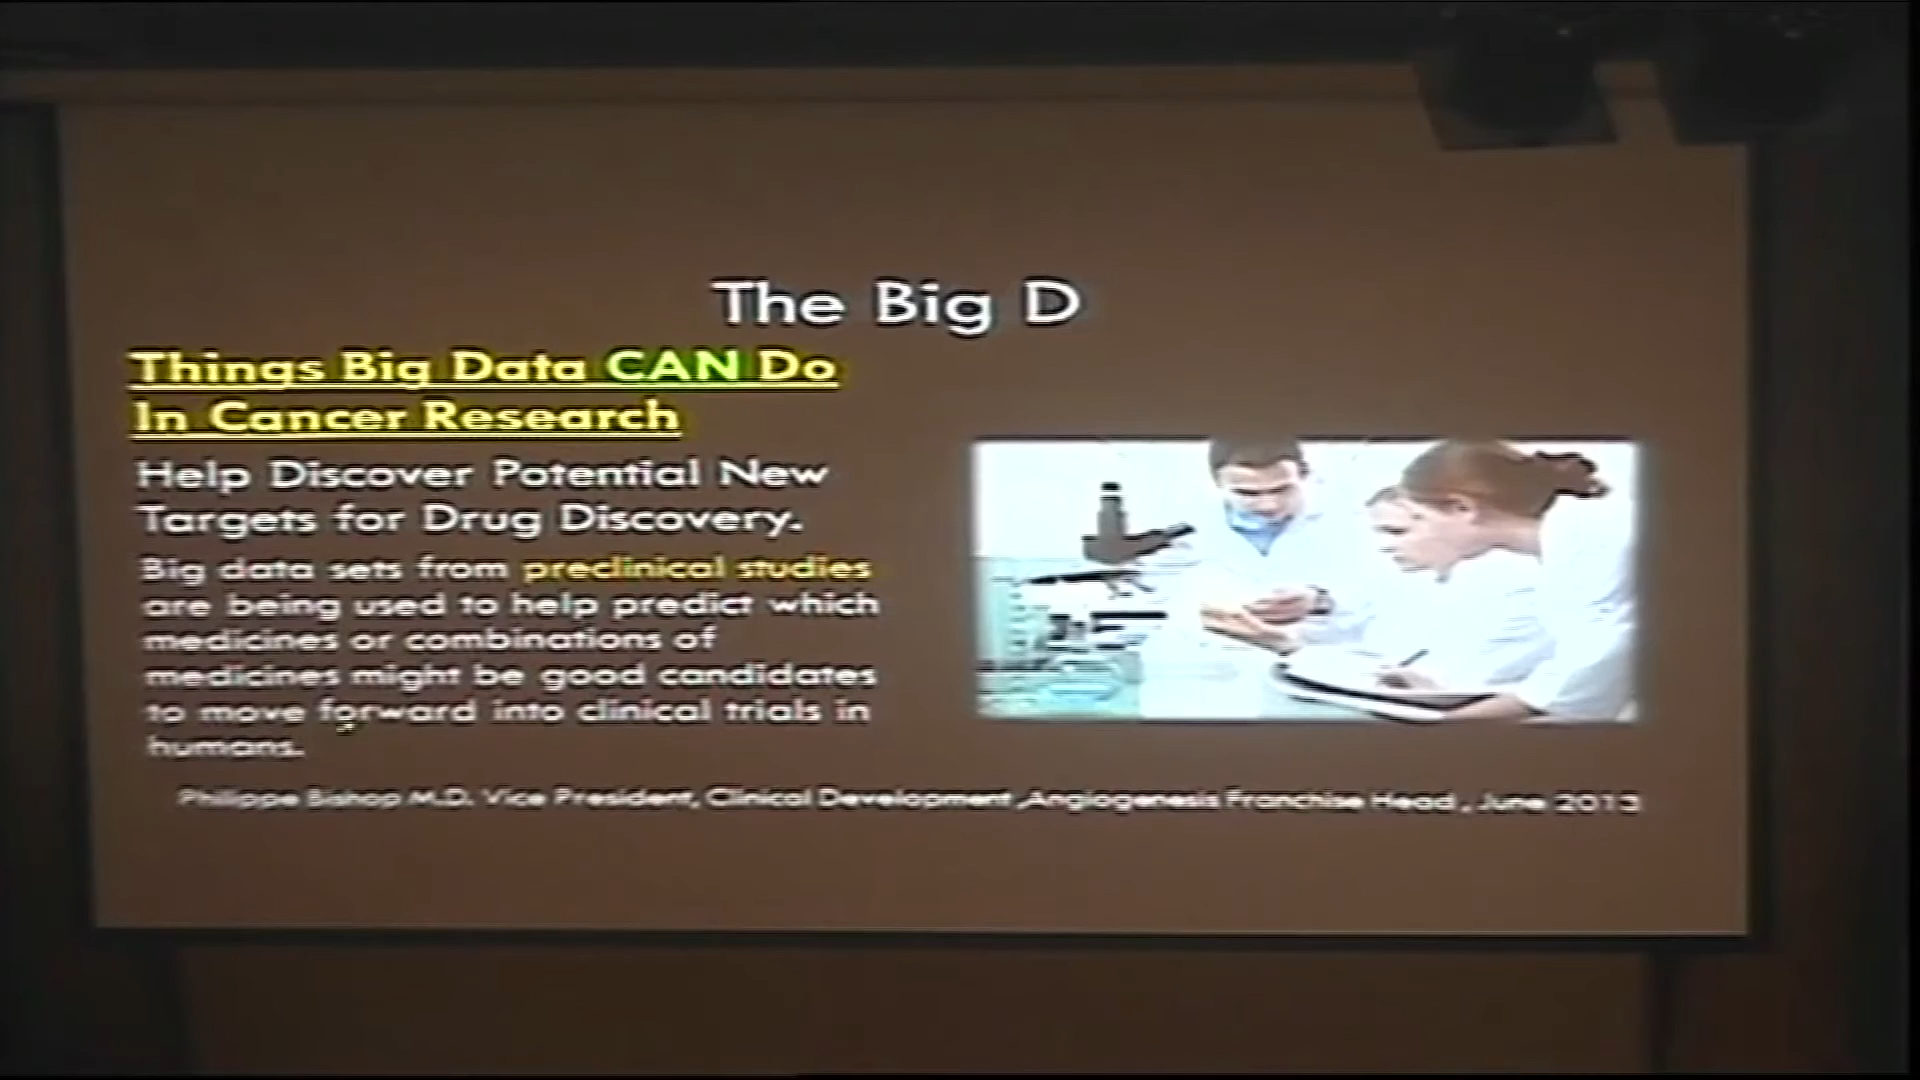 The Big D
Things Big Data CAN Do
In Cancer Research
Help Discover Potential New
Targets for Drug Discovery.
Big data sets from preclinical studies
are being used to help predict which
medicines or combinations of
medicines might be good candidates
to move forward into clinical trials in
humans.
Philippe Bishop M.D. Vice President, Clinical Development ,Angiogenesis Franchise Head , June 2013